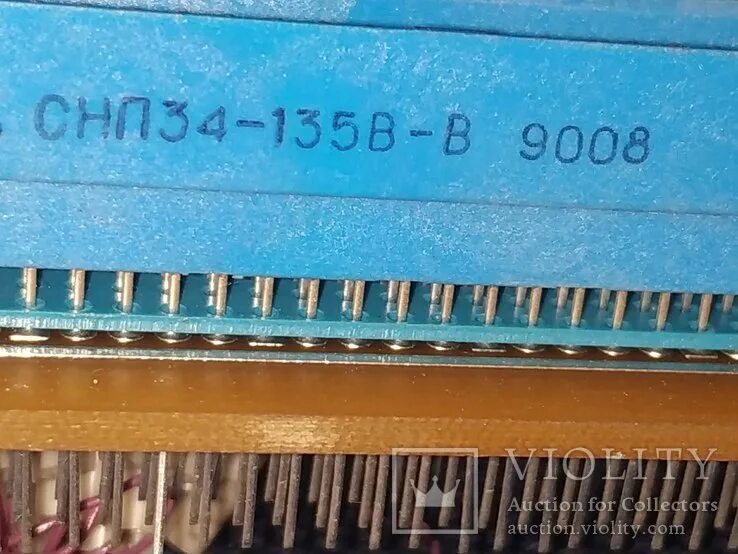 СНП34-135В-В 9008
VIOLITY
Auction for Collectors
auction.violity.com